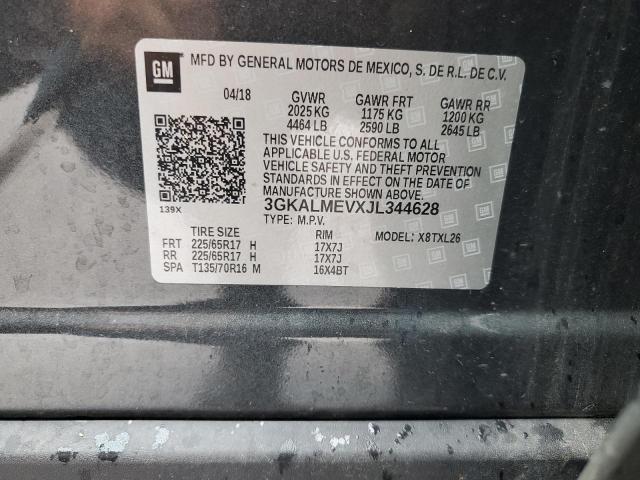 GM
MFD BY GENERAL MOTORS DE MEXICO, S. DE R.L. DE C.V.
04/18 GVWR GAWR FRT GAWR RR
2025 KG 1175 KG 1200 KG
4464 LB 2590 LB 2645 LB
THIS VEHICLE CONFORMS TO ALL
APPLICABLE U.S. FEDERAL MOTOR
VEHICLE SAFETY AND THEFT PREVENTION
STANDARDS IN EFFECT ON THE DATE OF
MANUFACTURE SHOWN ABOVE.
139X 3GKALMEVXJL344628
TYPE: M.P.V. MODEL: X8TXL26
TIRE SIZE RIM
FRT 225/65R17 H 17X7J
RR 225/65R17 H 17X7J
SPA T135/70R16 M 16X4BT